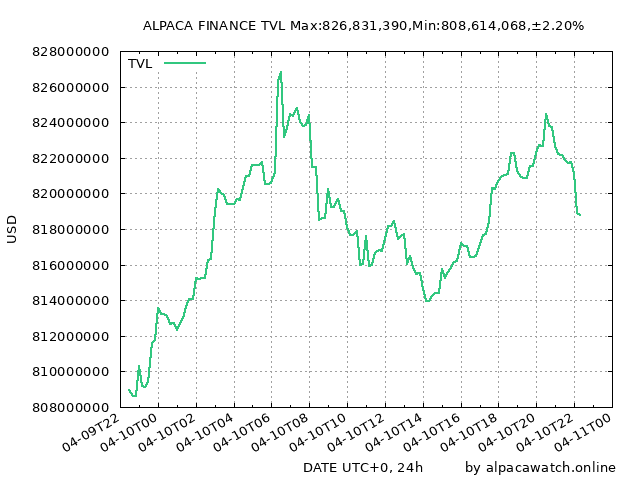 ALPACA FINANCE TVL Max:826,831,390,Min:808,614,068,±2.20%
828000000
TVL
826000000
824000000
822000000
820000000
818000000
USD
816000000
814000000
812000000
810000000
808000000
04-09T22
04-10T00
04-10T02
04-10T04
04-10T06
04-10T08
04-10T10
04-10T12
04-10T14
04-10T16
04-10T18
04-10T20
04-10T22
04-11T00
DATE UTC+0, 24h
by alpacawatch.online